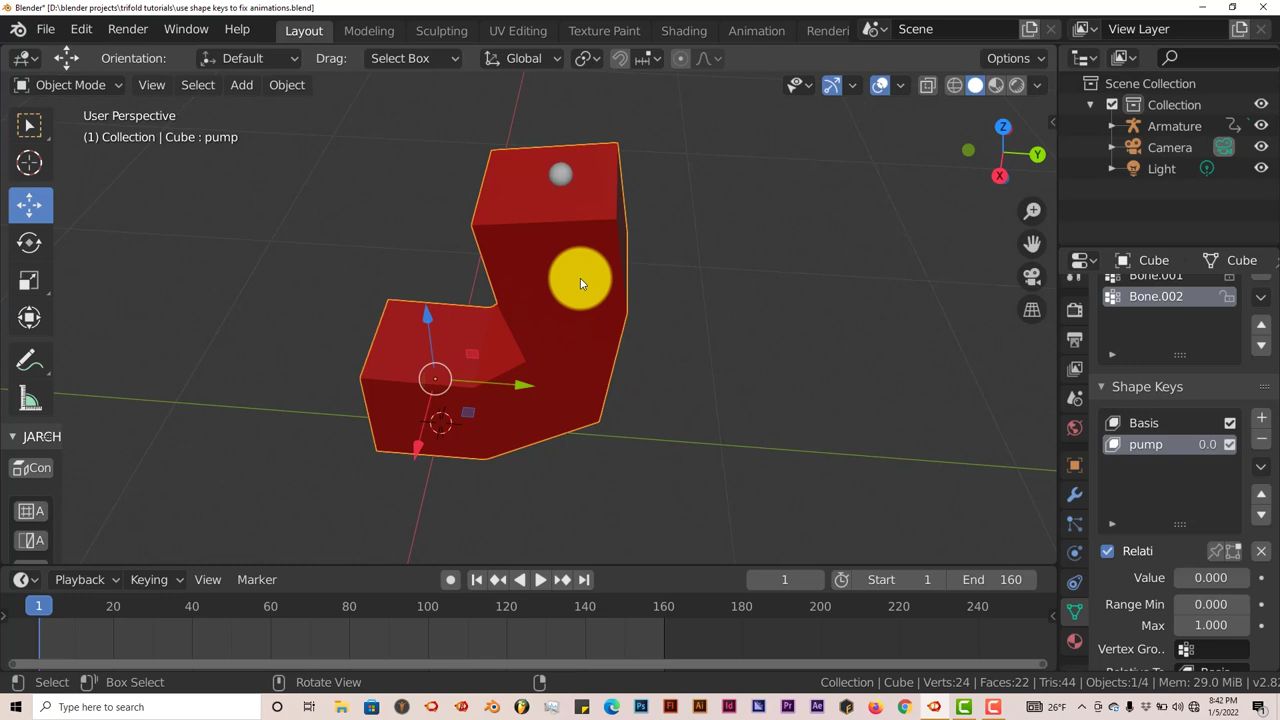 Blender* [D:\blender projects\trifold tutorials\use shape keys to fix animations.blend]
File Edit Render Window Help Layout Modeling Sculpting UV Editing Texture Paint Shading Animation Renderi Scene View Layer
Orientation: Default Drag: Select Box Global Options
Object Mode View Select Add Object
User Perspective
(1) Collection | Cube : pump
Scene Collection
Collection
Armature
Camera
Light
Z
Y
X
Cube Cube
Bone.001
Bone.002
Shape Keys
Basis
pump 0.0
Relati
Value 0.000
Range Min 0.000
Max 1.000
Vertex Gro..
JARCH
Con
A
A
Playback Keying View Marker 1 Start 1 End 160
1 20 40 60 80 100 120 140 160 180 200 220 240
Select Box Select Rotate View Collection | Cube | Verts:24 | Faces:22 | Tris:44 | Objects:1/4 | Mem: 29.0 MiB | v2.8
Type here to search
26°F
8:42 PM
1/5/2022